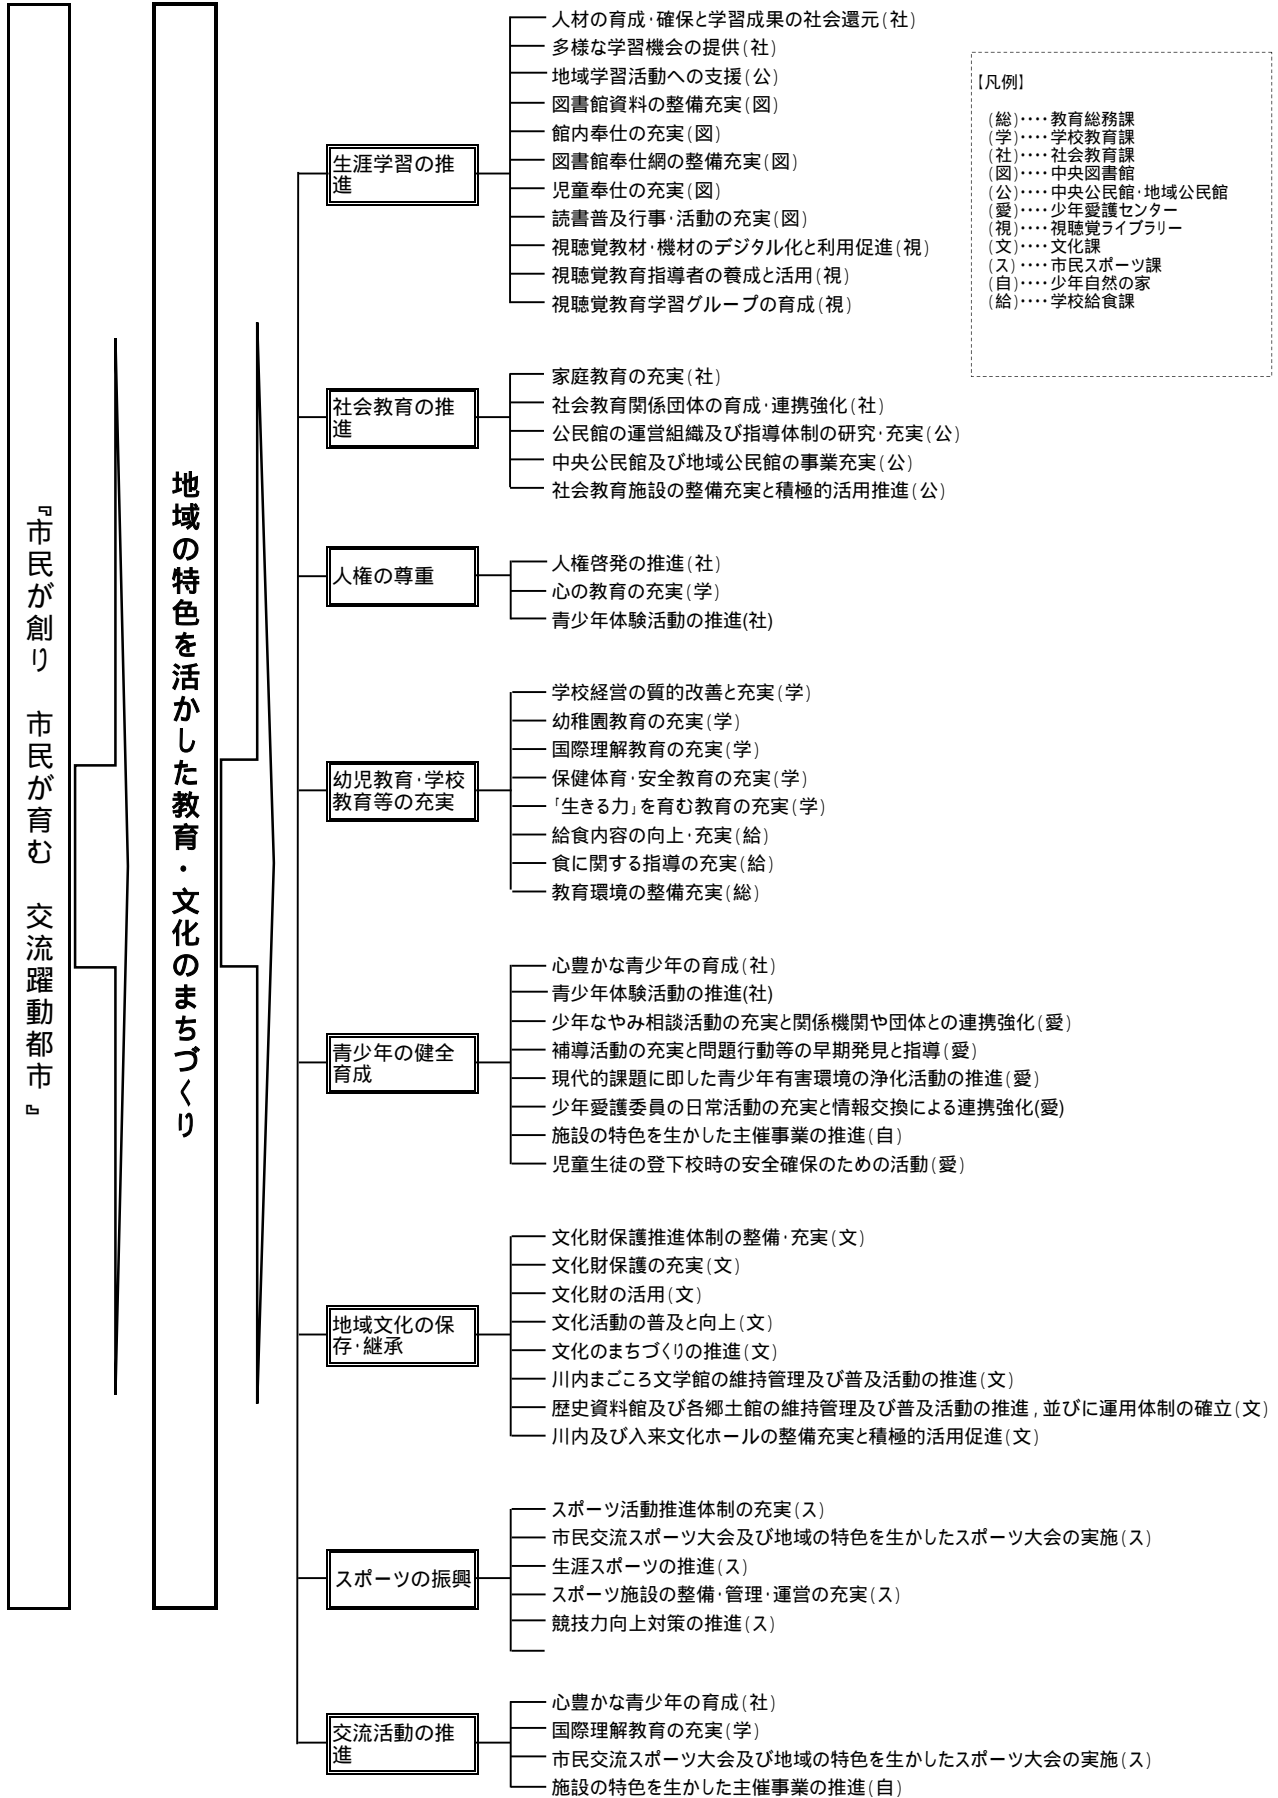 『市民が創り　市民が育む　交流躍動都市』
地域の特色を活かした教育・文化のまちづくり
生涯学習の推
進
人材の育成･確保と学習成果の社会還元(社)
多様な学習機会の提供(社)
地域学習活動への支援(公)
図書館資料の整備充実(図)
館内奉仕の充実(図)
図書館奉仕網の整備充実(図)
児童奉仕の充実(図)
読書普及行事･活動の充実(図)
視聴覚教材･機材のデジタル化と利用促進(視)
視聴覚教育指導者の養成と活用(視)
視聴覚教育学習グループの育成(視)
【凡例】
(総)････教育総務課
(学)････学校教育課
(社)････社会教育課
(図)････中央図書館
(公)････中央公民館･地域公民館
(愛)････少年愛護センター
(視)････視聴覚ライブラリー
(文)････文化課
(ス)････市民スポーツ課
(自)････少年自然の家
(給)････学校給食課
社会教育の推
進
家庭教育の充実(社)
社会教育関係団体の育成･連携強化(社)
公民館の運営組織及び指導体制の研究･充実(公)
中央公民館及び地域公民館の事業充実(公)
社会教育施設の整備充実と積極的活用推進(公)
人権の尊重
人権啓発の推進(社)
心の教育の充実(学)
青少年体験活動の推進(社)
幼児教育･学校
教育等の充実
学校経営の質的改善と充実(学)
幼稚園教育の充実(学)
国際理解教育の充実(学)
保健体育･安全教育の充実(学)
｢生きる力｣を育む教育の充実(学)
給食内容の向上･充実(給)
食に関する指導の充実(給)
教育環境の整備充実(総)
青少年の健全
育成
心豊かな青少年の育成(社)
青少年体験活動の推進(社)
少年なやみ相談活動の充実と関係機関や団体との連携強化(愛)
補導活動の充実と問題行動等の早期発見と指導(愛)
現代的課題に即した青少年有害環境の浄化活動の推進(愛)
少年愛護委員の日常活動の充実と情報交換による連携強化(愛)
施設の特色を生かした主催事業の推進(自)
児童生徒の登下校時の安全確保のための活動(愛)
地域文化の保
存･継承
文化財保護推進体制の整備･充実(文)
文化財保護の充実(文)
文化財の活用(文)
文化活動の普及と向上(文)
文化のまちづくりの推進(文)
川内まごころ文学館の維持管理及び普及活動の推進(文)
歴史資料館及び各郷土館の維持管理及び普及活動の推進,並びに運用体制の確立(文)
川内及び入来文化ホールの整備充実と積極的活用促進(文)
スポーツの振興
スポーツ活動推進体制の充実(ス)
市民交流スポーツ大会及び地域の特色を生かしたスポーツ大会の実施(ス)
生涯スポーツの推進(ス)
スポーツ施設の整備･管理･運営の充実(ス)
競技力向上対策の推進(ス)
交流活動の推
進
心豊かな青少年の育成(社)
国際理解教育の充実(学)
市民交流スポーツ大会及び地域の特色を生かしたスポーツ大会の実施(ス)
施設の特色を生かした主催事業の推進(自)